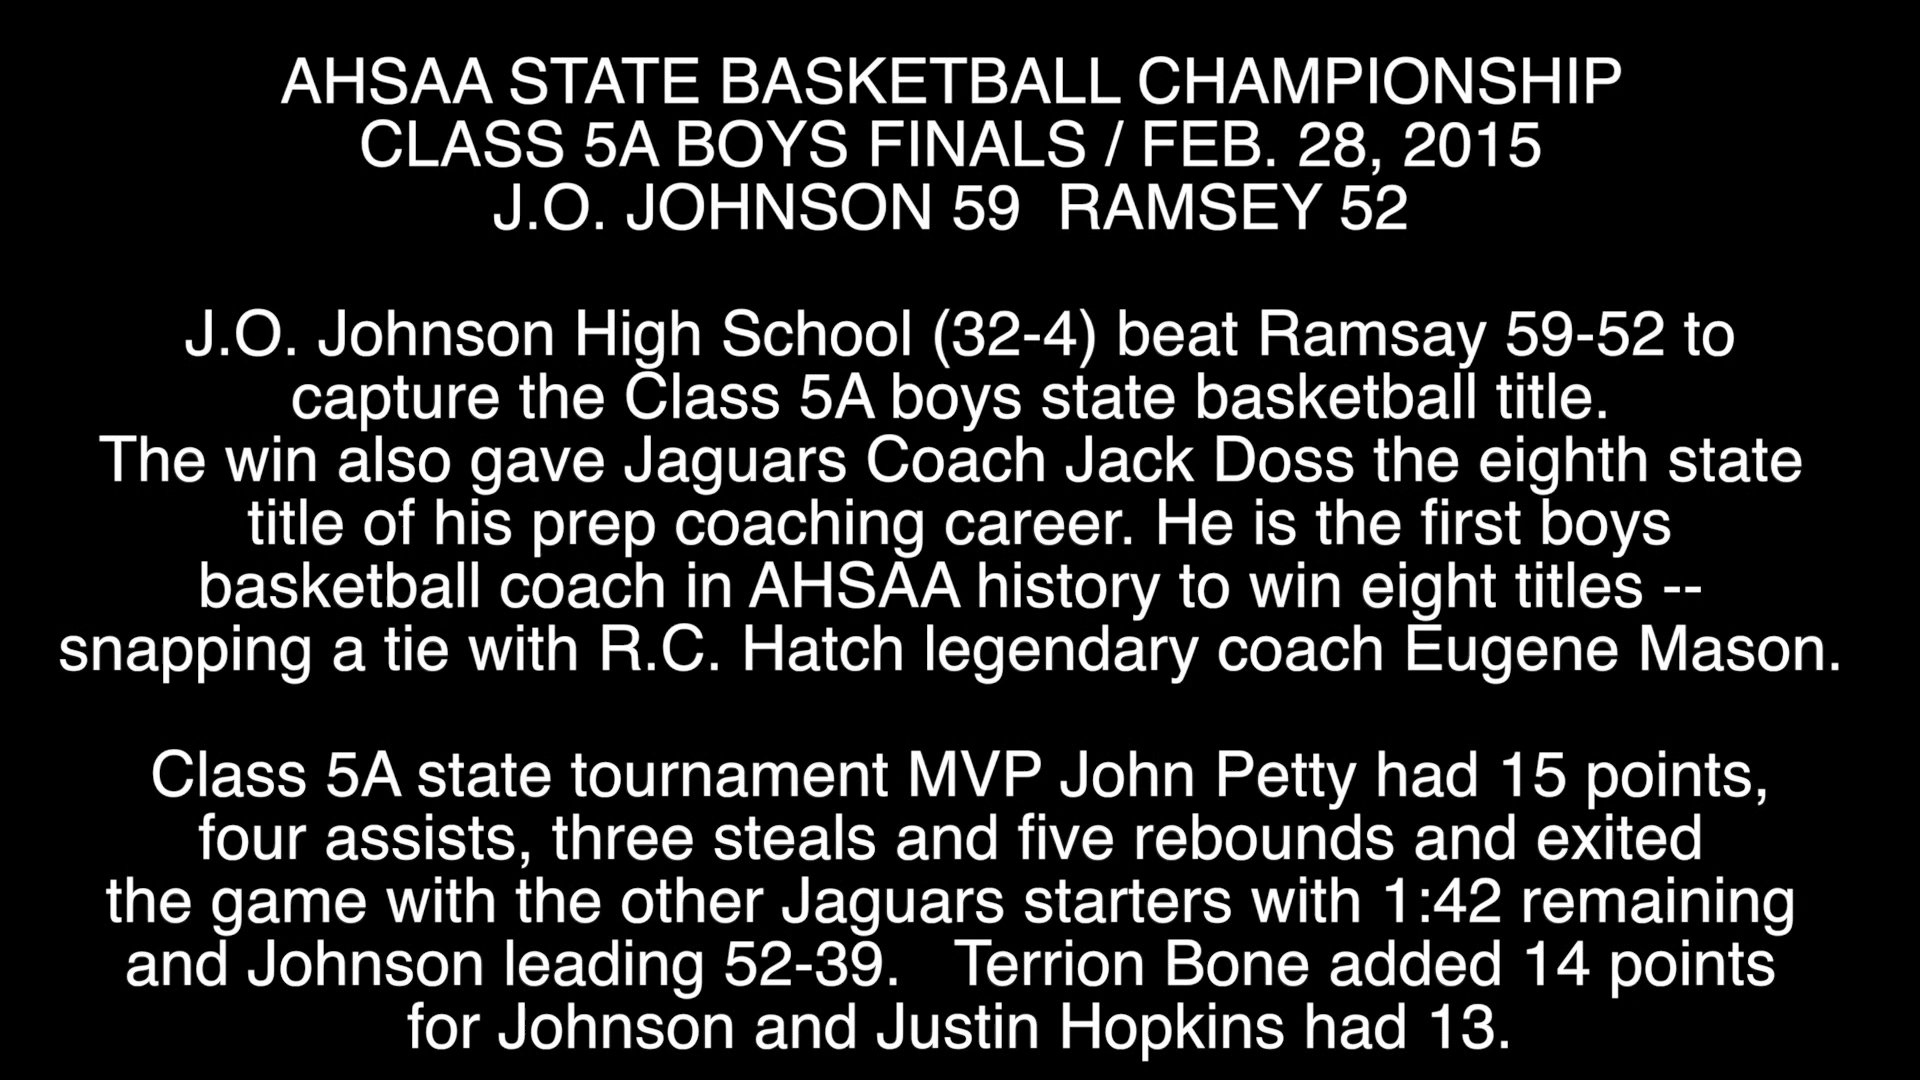 AHSAA STATE BASKETBALL CHAMPIONSHIP
CLASS 5A BOYS FINALS / FEB. 28, 2015
J.O. JOHNSON 59  RAMSEY 52
J.O. Johnson High School (32-4) beat Ramsay 59-52 to
capture the Class 5A boys state basketball title.
The win also gave Jaguars Coach Jack Doss the eighth state
title of his prep coaching career. He is the first boys
basketball coach in AHSAA history to win eight titles --
snapping a tie with R.C. Hatch legendary coach Eugene Mason.
Class 5A state tournament MVP John Petty had 15 points,
four assists, three steals and five rebounds and exited
the game with the other Jaguars starters with 1:42 remaining
and Johnson leading 52-39.   Terrion Bone added 14 points
for Johnson and Justin Hopkins had 13.